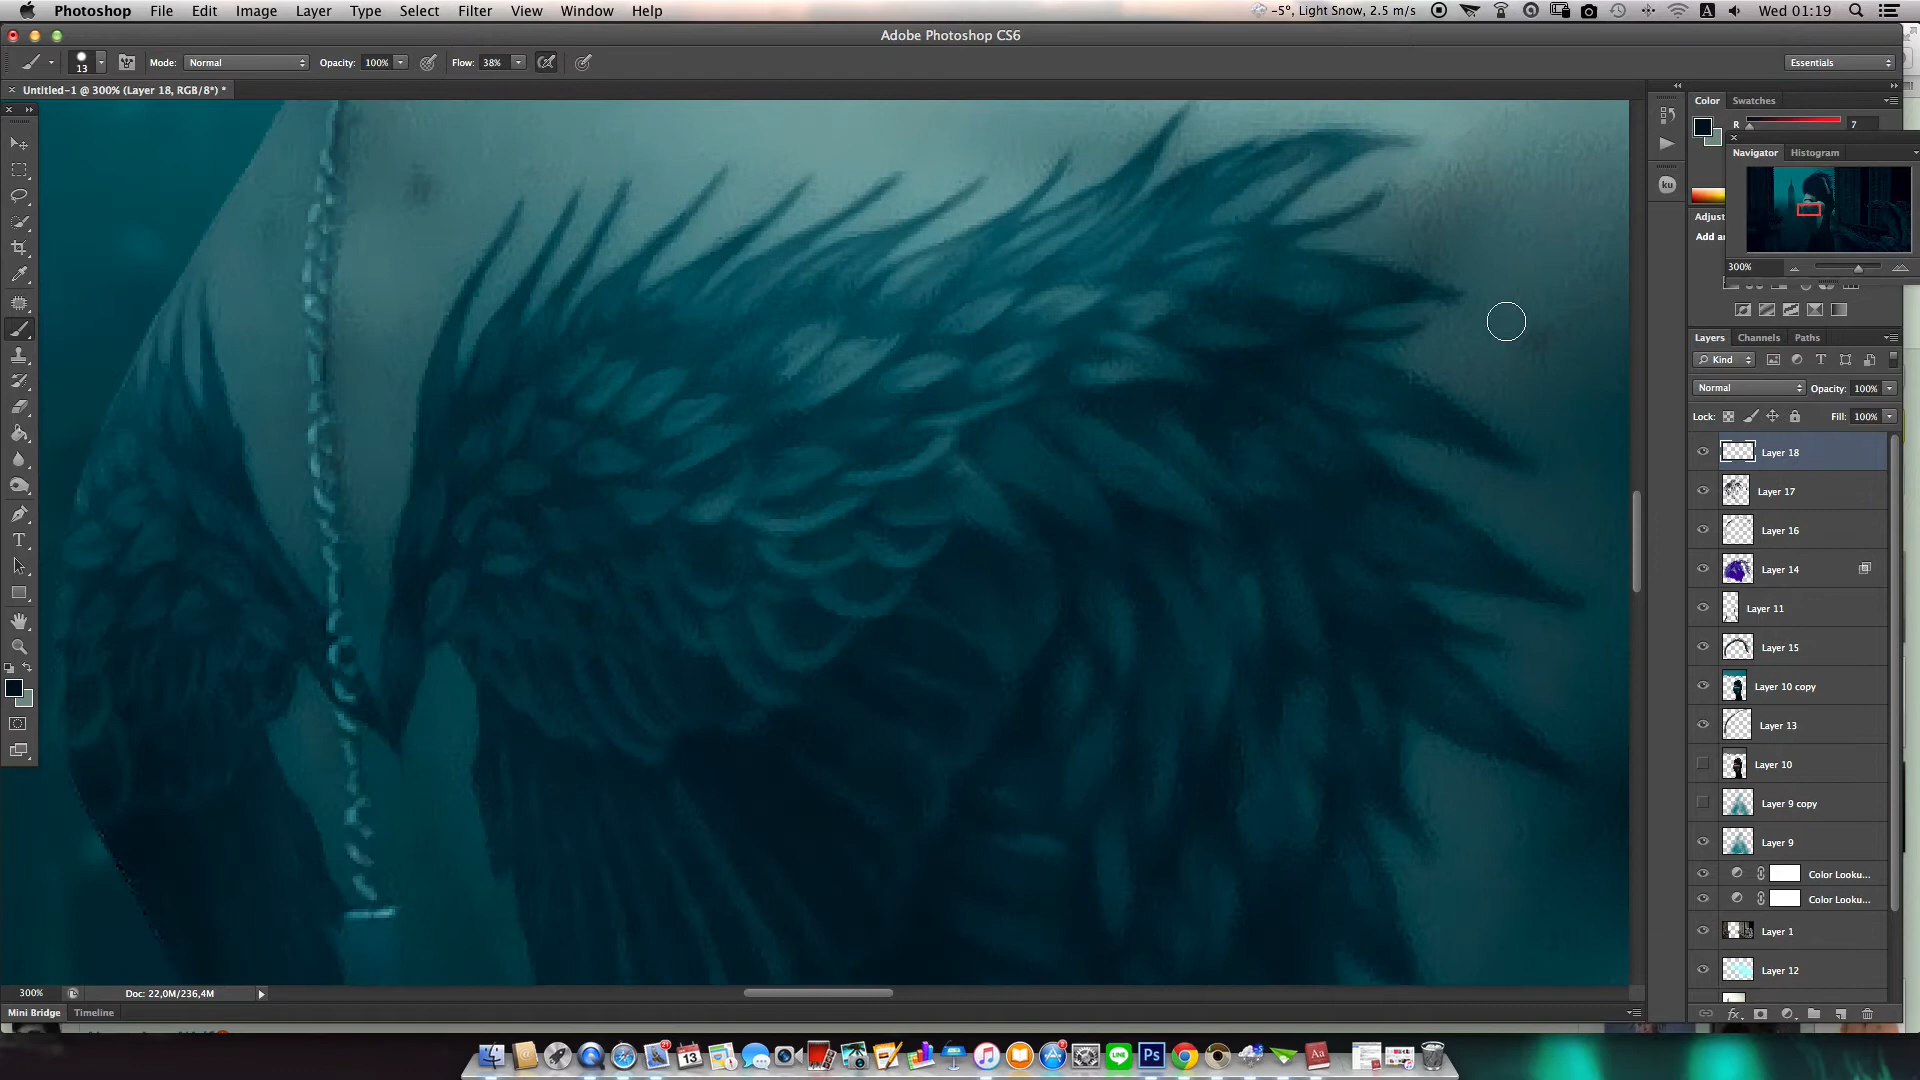 Photoshop File Edit Image Layer Type Select Filter View Window Help -5°, Light Snow, 2.5 m/s A Wed 01:19
Adobe Photoshop CS6
13 Mode: Normal Opacity: 100% Flow: 38% Essentials
Untitled-1 @ 300% (Layer 18, RGB/8*) *
Color Swatches
R 7
Navigator Histogram
ku
Adjust
Add ar
300%
Layers Channels Paths
Kind
Normal Opacity: 100%
Lock: Fill: 100%
Layer 18
Layer 17
Layer 16
Layer 14
Layer 11
Layer 15
Layer 10 copy
Layer 13
Layer 10
Layer 9 copy
Layer 9
Color Looku...
Color Looku...
Layer 1
Layer 12
300% Doc: 22,0M/236,4M
Mini Bridge Timeline